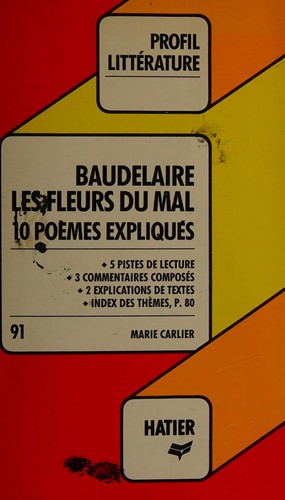 PROFIL
LITTÉRATURE
BAUDELAIRE
LES FLEURS DU MAL
10 POÈMES EXPLIQUÉS
✦ 5 PISTES DE LECTURE
✦ 3 COMMENTAIRES COMPOSÉS
✦ 2 EXPLICATIONS DE TEXTES
✦ INDEX DES THÈMES, P. 80
91
MARIE CARLIER
HATIER